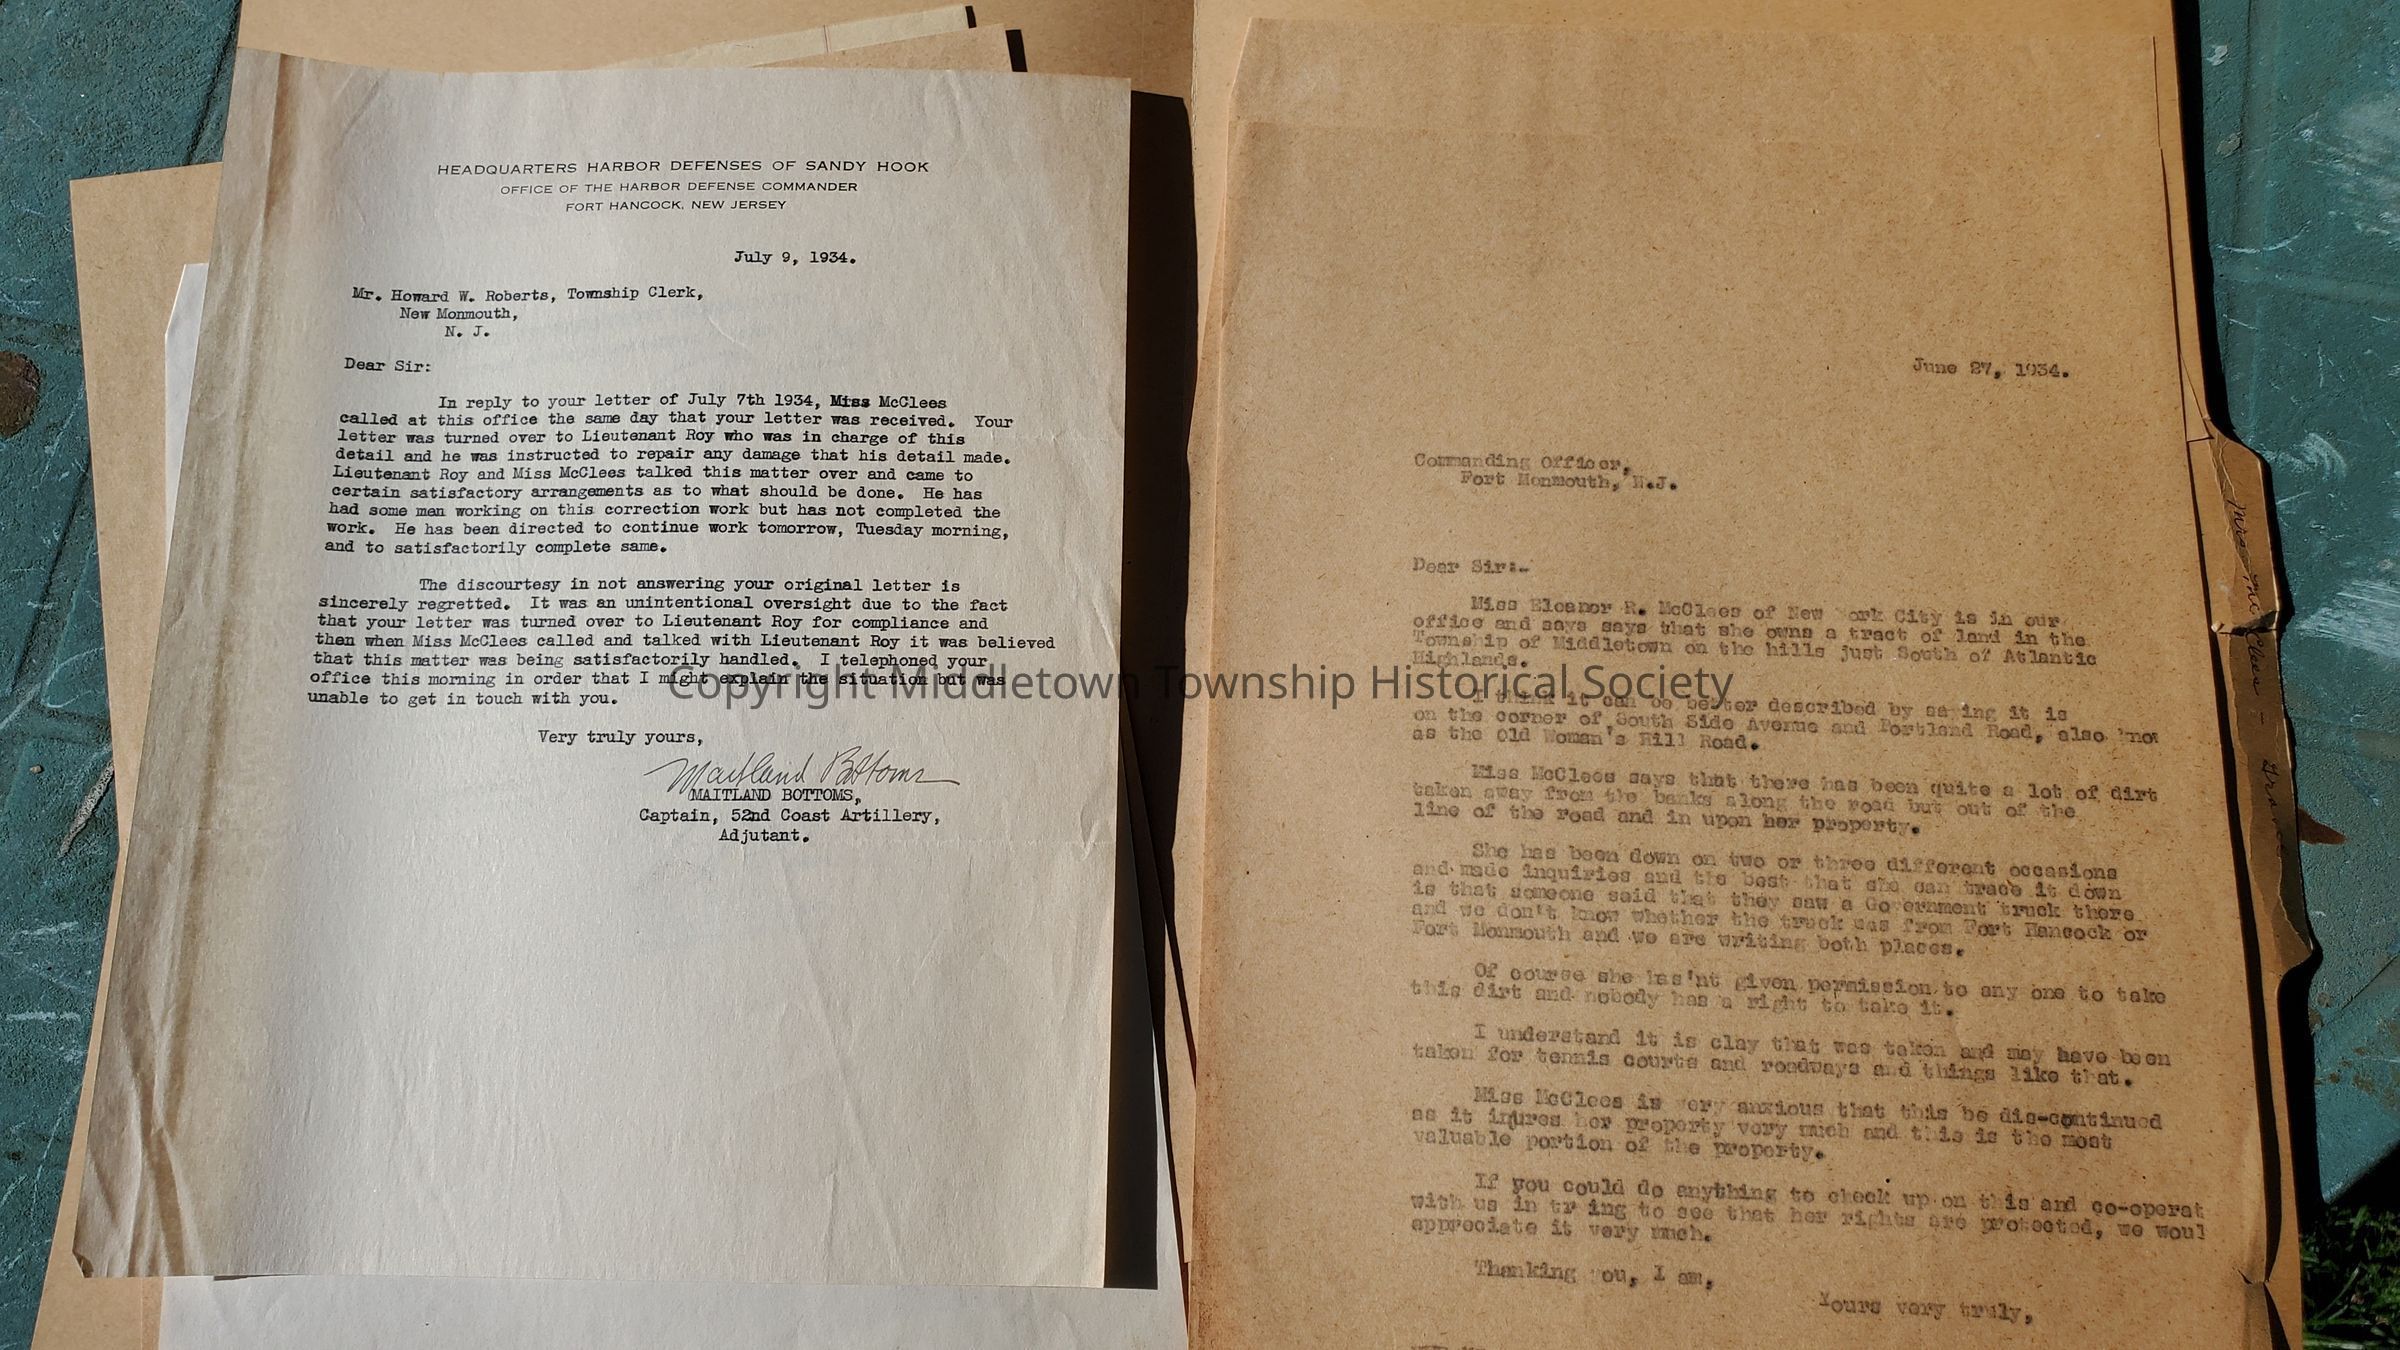 HEADQUARTERS HARBOR DEFENSES OF SANDY HOOK
OFFICE OF THE HARBOR DEFENSE COMMANDER
FORT HANCOCK, NEW JERSEY
July 9, 1934.
Mr. Howard W. Roberts, Township Clerk,
New Monmouth,
N. J.
Dear Sir:
In reply to your letter of July 7th 1934, Miss McClees
called at this office the same day that your letter was received. Your
letter was turned over to Lieutenant Roy who was in charge of this
detail and he was instructed to repair any damage that his detail made.
Lieutenant Roy and Miss McClees talked this matter over and came to
certain satisfactory arrangements as to what should be done. He has
had some men working on this correction work but has not completed the
work. He has been directed to continue work tomorrow, Tuesday morning,
and to satisfactorily complete same.
The discourtesy in not answering your original letter is
sincerely regretted. It was an unintentional oversight due to the fact
that your letter was turned over to Lieutenant Roy for compliance and
then when Miss McClees called and talked with Lieutenant Roy it was believed
that this matter was being satisfactorily handled. I telephoned your
office this morning in order that I might explain the situation but was
unable to get in touch with you.
Very truly yours,
Maitland Bottoms
MAITLAND BOTTOMS,
Captain, 52nd Coast Artillery,
Adjutant.
Copyright Middletown Township Historical Society
June 27, 1934.
Commanding Officer,
Fort Monmouth, N.J.
Dear Sir:-
Miss Eleanor R. McClees of New ork City is in our
office and says says that she owns a tract of land in the
Township of Middletown on the hills just South of Atlantic
Highlands.
I think it can be better described by sa ing it is
on the corner of South Side Avenue and Portland Road, also know
as the Old Woman's Hill Road.
Miss McClees says that there has been quite a lot of dirt
taken away from the banks along the road but out of the
line of the road and in upon her property.
She has been down on two or three different occasions
and made inquiries and the best that she can trace it down
is that someone said that they saw a Government truck there
and we don't know whether the truck was from Fort Hancock or
Fort Monmouth and we are writing both places.
Of course she has'nt given permission to any one to take
this dirt and nobody has a right to take it.
I understand it is clay that was taken and may have been
taken for tennis courts and roadways and things like that.
Miss McClees is very anxious that this be dis-continued
as it injures her property very much and this is the most
valuable portion of the property.
If you could do anything to check up on this and co-operat
with us in tr ing to see that her rights are protected, we woul
appreciate it very much.
Thanking ou, I am,
Yours very truly,